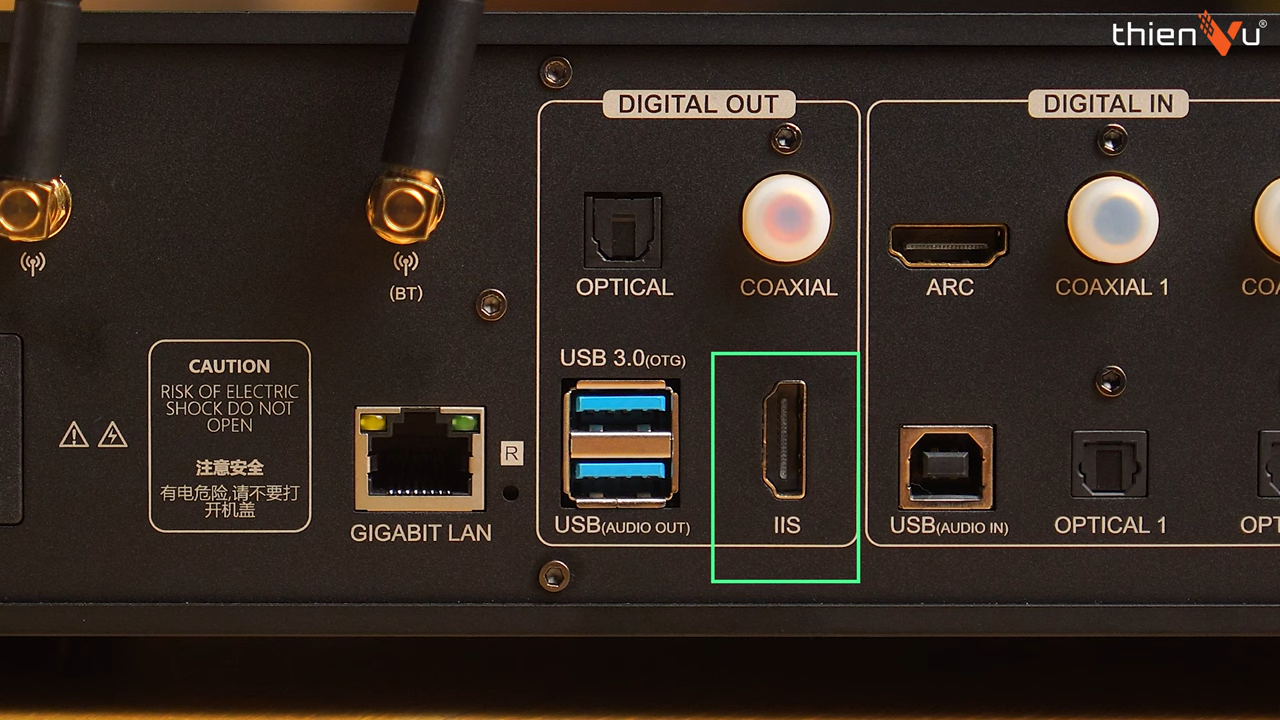 thienVu®
DIGITAL OUT
DIGITAL IN
OPTICAL
COAXIAL
ARC
COAXIAL 1
(BT)
CAUTION
RISK OF ELECTRIC
SHOCK DO NOT
OPEN
注意安全
有电危险,请不要打
开机盖
GIGABIT LAN
R
USB 3.0(OTG)
USB(AUDIO OUT)
IIS
USB(AUDIO IN)
OPTICAL 1